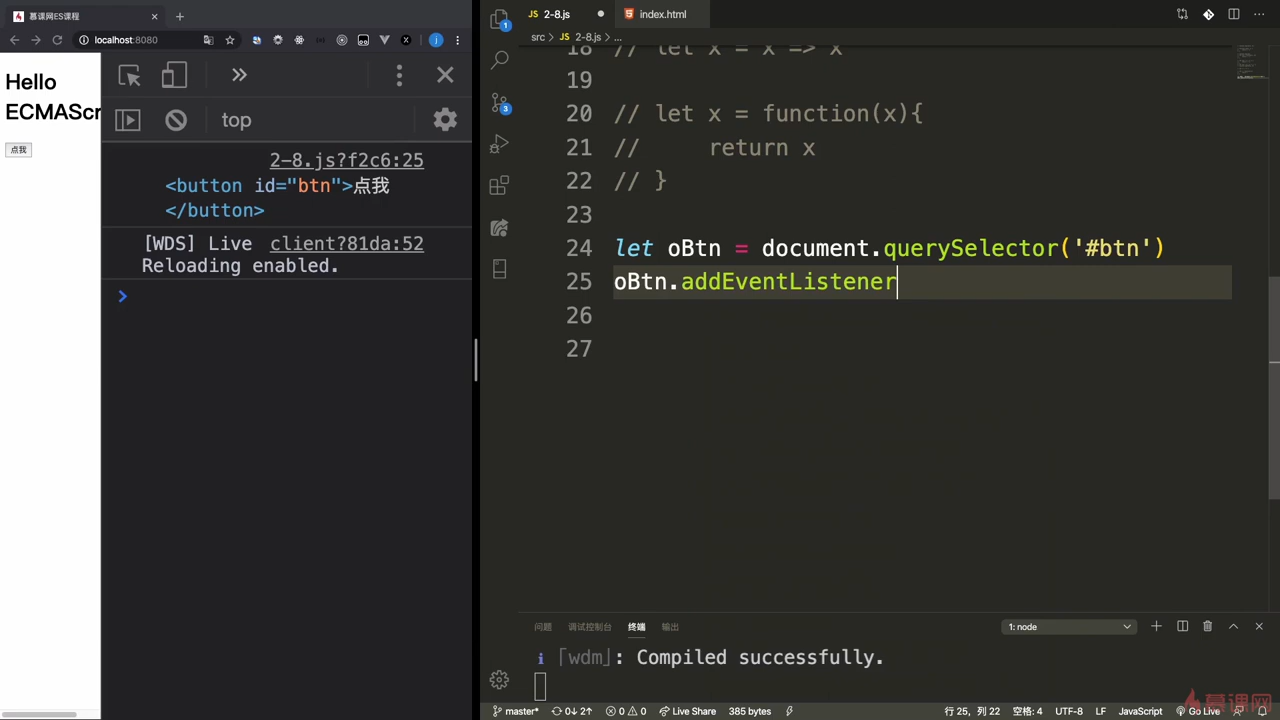 慕课网ES课程
localhost:8080
Hello
ECMAScr
点我
top
2-8.js?f2c6:25
<button id="btn">点我
</button>
[WDS] Live client?81da:52
Reloading enabled.
2-8.js
index.html
src > 2-8.js > ...
18 // let x = x => x
19
20 // let x = function(x){
21 // return x
22 // }
23
24 let oBtn = document.querySelector('#btn')
25 oBtn.addEventListener
26
27
问题 调试控制台 终端 输出
1: node
i ｢wdm｣: Compiled successfully.
master* 0↓ 2↑ 0 0 Live Share 385 bytes 行 25, 列 22 空格: 4 UTF-8 LF JavaScript Go Live
慕课网